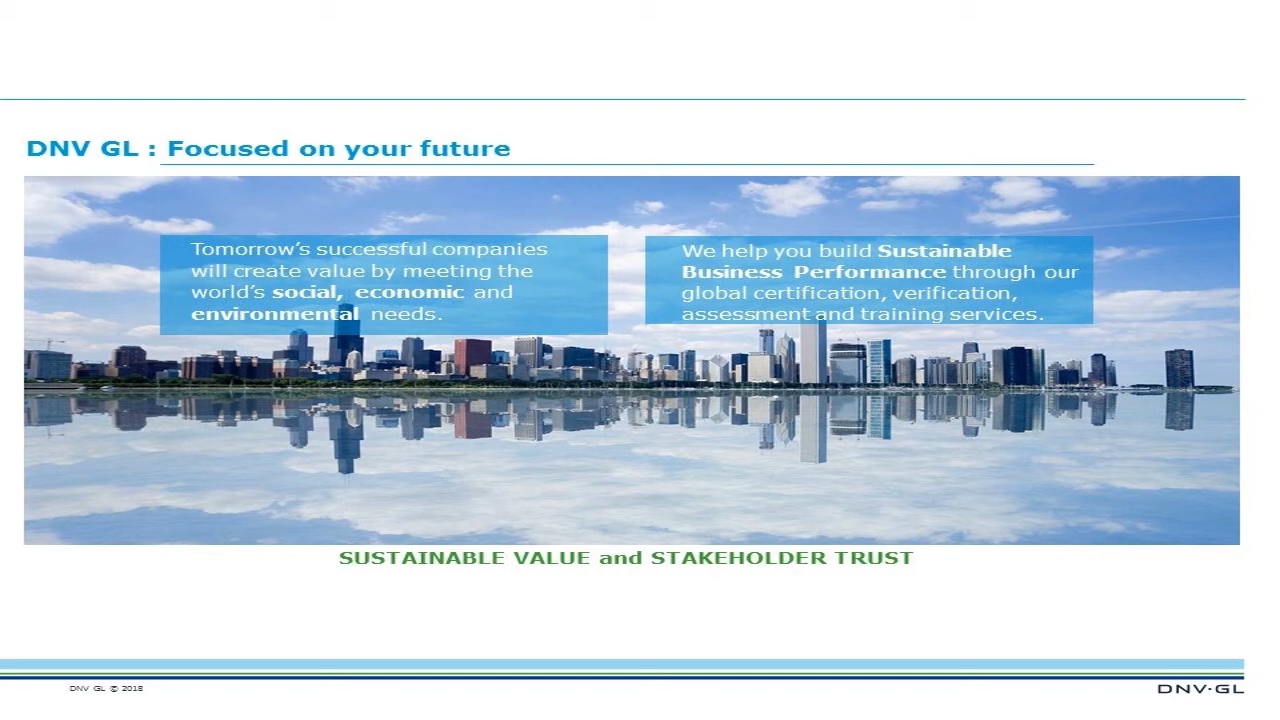 DNV GL : Focused on your future
Tomorrow’s successful companies
will create value by meeting the
world’s social, economic and
environmental needs.
We help you build Sustainable
Business Performance through our
global certification, verification,
assessment and training services.
SUSTAINABLE VALUE and STAKEHOLDER TRUST
DNV GL © 2018
DNV·GL